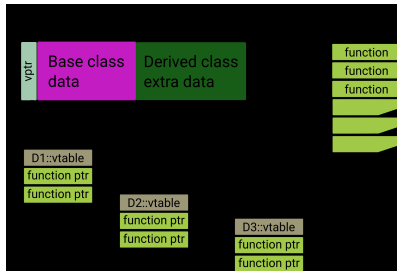 vptr
Base class
data
Derived class
extra data
function
function
function
D1::vtable
function ptr
function ptr
D2::vtable
function ptr
function ptr
D3::vtable
function ptr
function ptr